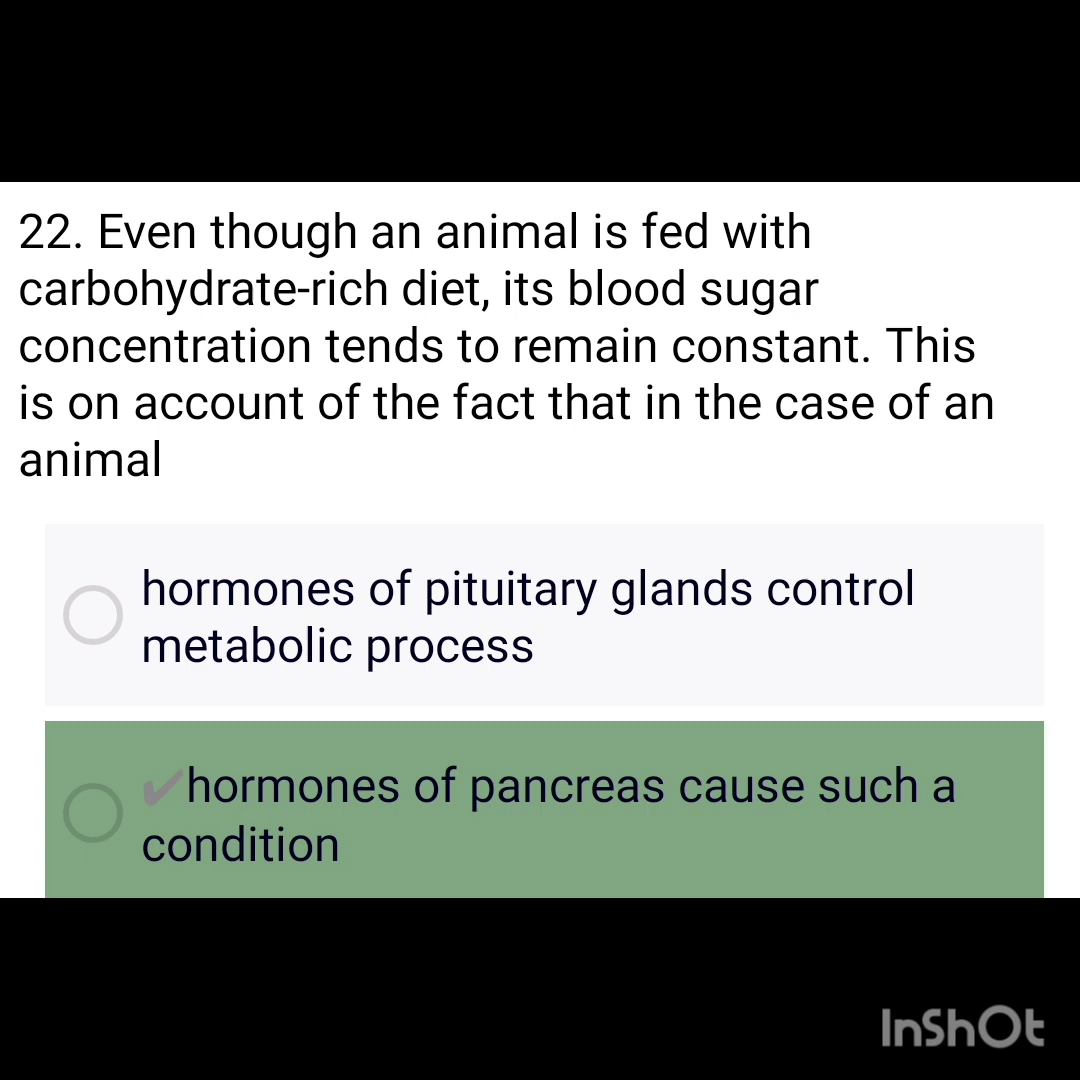 22. Even though an animal is fed with
carbohydrate-rich diet, its blood sugar
concentration tends to remain constant. This
is on account of the fact that in the case of an
animal
hormones of pituitary glands control
metabolic process
✔hormones of pancreas cause such a
condition
InShOt